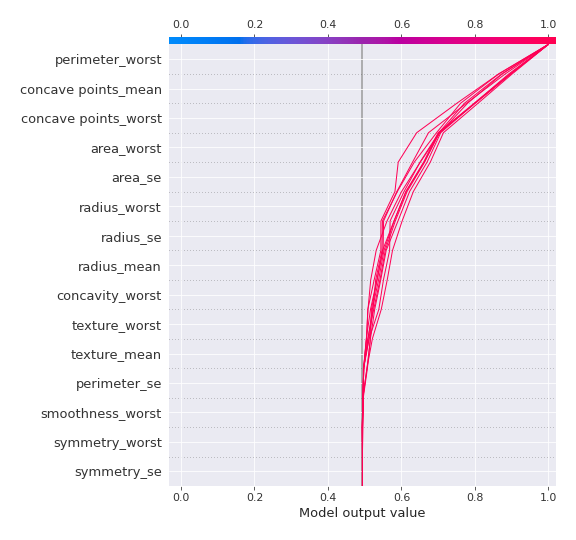 0.0 0.2 0.4 0.6 0.8 1.0
perimeter_worst
concave points_mean
concave points_worst
area_worst
area_se
radius_worst
radius_se
radius_mean
concavity_worst
texture_worst
texture_mean
perimeter_se
smoothness_worst
symmetry_worst
symmetry_se
0.0 0.2 0.4 0.6 0.8 1.0
Model output value